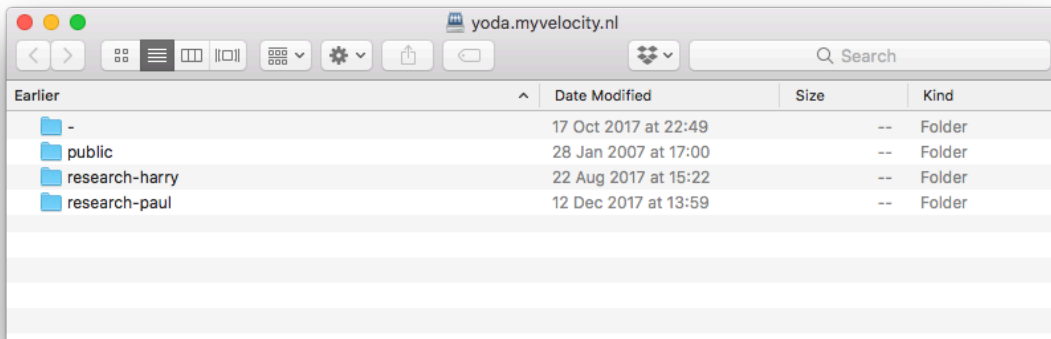 yoda.myvelocity.nl
Search
Earlier Date Modified Size Kind
- 17 Oct 2017 at 22:49 -- Folder
public 28 Jan 2007 at 17:00 -- Folder
research-harry 22 Aug 2017 at 15:22 -- Folder
research-paul 12 Dec 2017 at 13:59 -- Folder